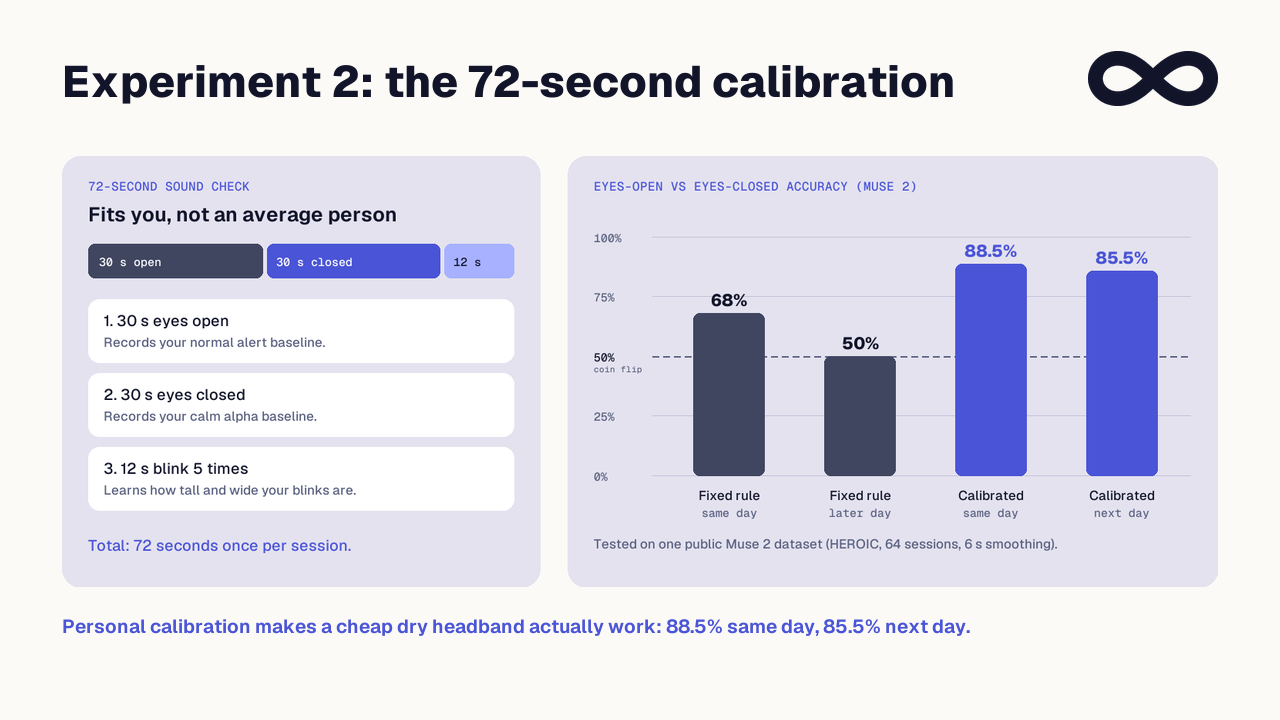 Experiment 2: the 72-second calibration
72-SECOND SOUND CHECK
Fits you, not an average person
30 s open
30 s closed
12 s
1. 30 s eyes open
Records your normal alert baseline.
2. 30 s eyes closed
Records your calm alpha baseline.
3. 12 s blink 5 times
Learns how tall and wide your blinks are.
Total: 72 seconds once per session.
EYES-OPEN VS EYES-CLOSED ACCURACY (MUSE 2)
100%
75%
50%
coin flip
25%
0%
68%
50%
88.5%
85.5%
Fixed rule
same day
Fixed rule
later day
Calibrated
same day
Calibrated
next day
Tested on one public Muse 2 dataset (HEROIC, 64 sessions, 6 s smoothing).
Personal calibration makes a cheap dry headband actually work: 88.5% same day, 85.5% next day.